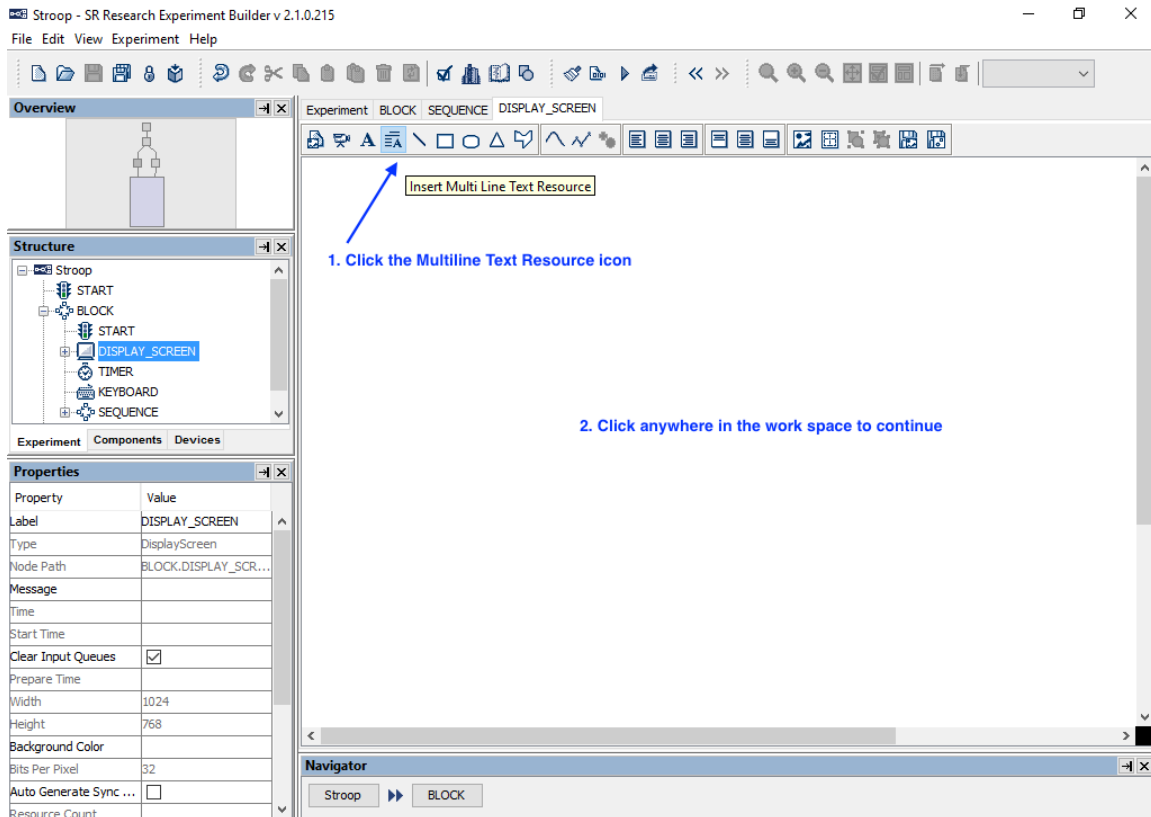 Stroop - SR Research Experiment Builder v 2.1.0.215
File Edit View Experiment Help
Overview
Experiment BLOCK SEQUENCE DISPLAY_SCREEN
Insert Multi Line Text Resource
1. Click the Multiline Text Resource icon
2. Click anywhere in the work space to continue
Structure
Stroop
START
BLOCK
START
DISPLAY_SCREEN
TIMER
KEYBOARD
SEQUENCE
Experiment Components Devices
Properties
Property Value
Label DISPLAY_SCREEN
Type DisplayScreen
Node Path BLOCK.DISPLAY_SCR...
Message
Time
Start Time
Clear Input Queues
Prepare Time
Width 1024
Height 768
Background Color
Bits Per Pixel 32
Auto Generate Sync ...
Resource Count
Navigator
Stroop BLOCK